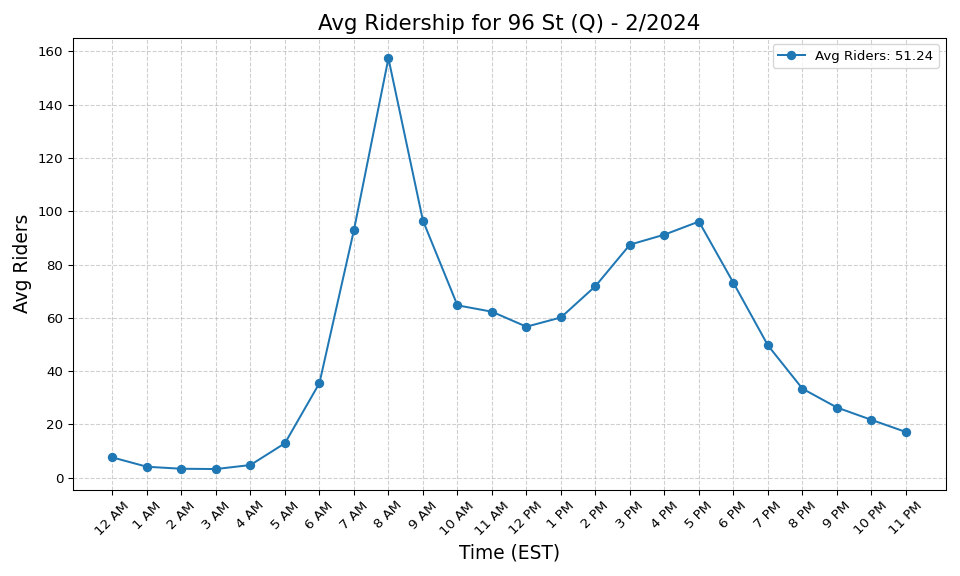 Avg Ridership for 96 St (Q) - 2/2024
Avg Riders: 51.24
Avg Riders
160
140
120
100
80
60
40
20
0
12 AM
1 AM
2 AM
3 AM
4 AM
5 AM
6 AM
7 AM
8 AM
9 AM
10 AM
11 AM
12 PM
1 PM
2 PM
3 PM
4 PM
5 PM
6 PM
7 PM
8 PM
9 PM
10 PM
11 PM
Time (EST)